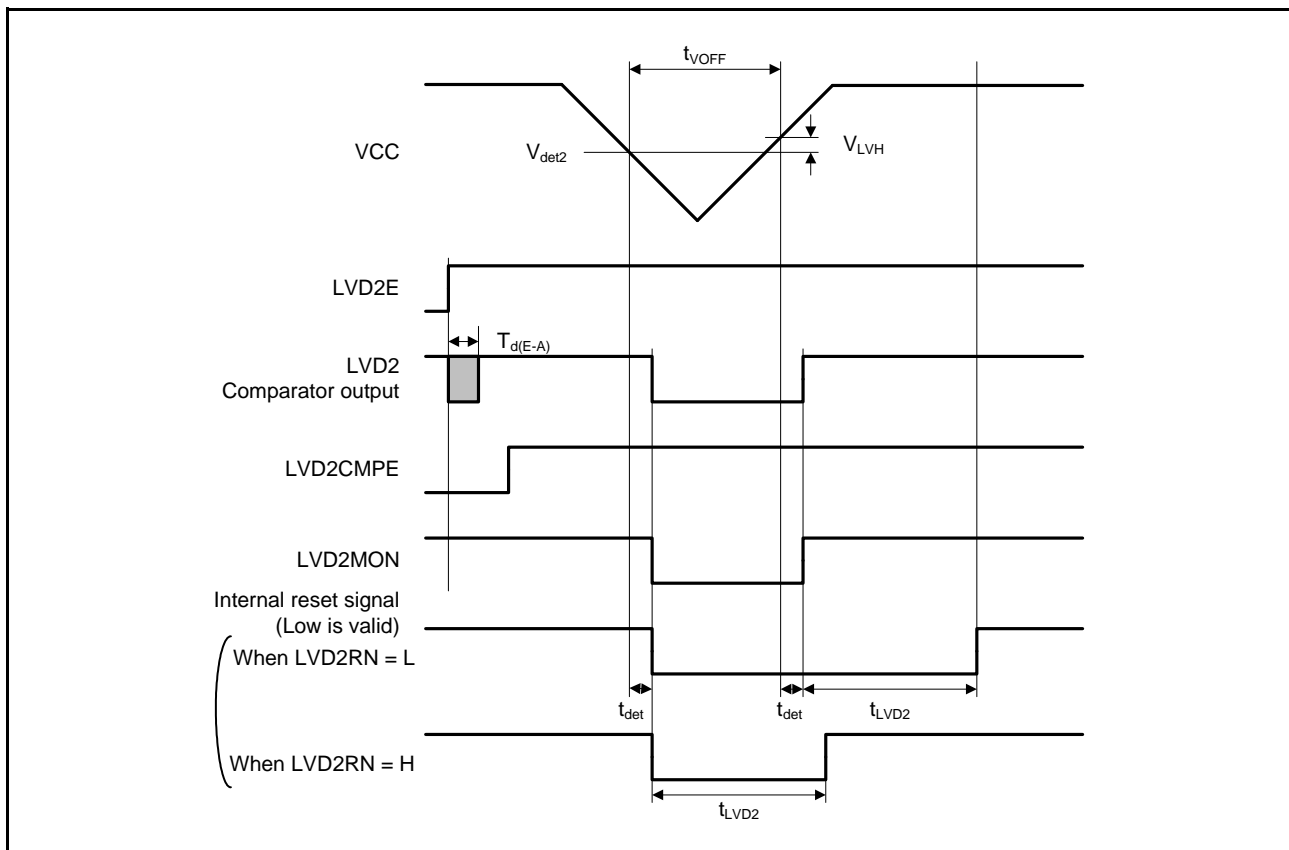 tVOFF
VCC
Vdet2
VLVH
LVD2E
Td(E-A)
LVD2
Comparator output
LVD2CMPE
LVD2MON
Internal reset signal
(Low is valid)
When LVD2RN = L
tdet
tdet
tLVD2
When LVD2RN = H
tLVD2